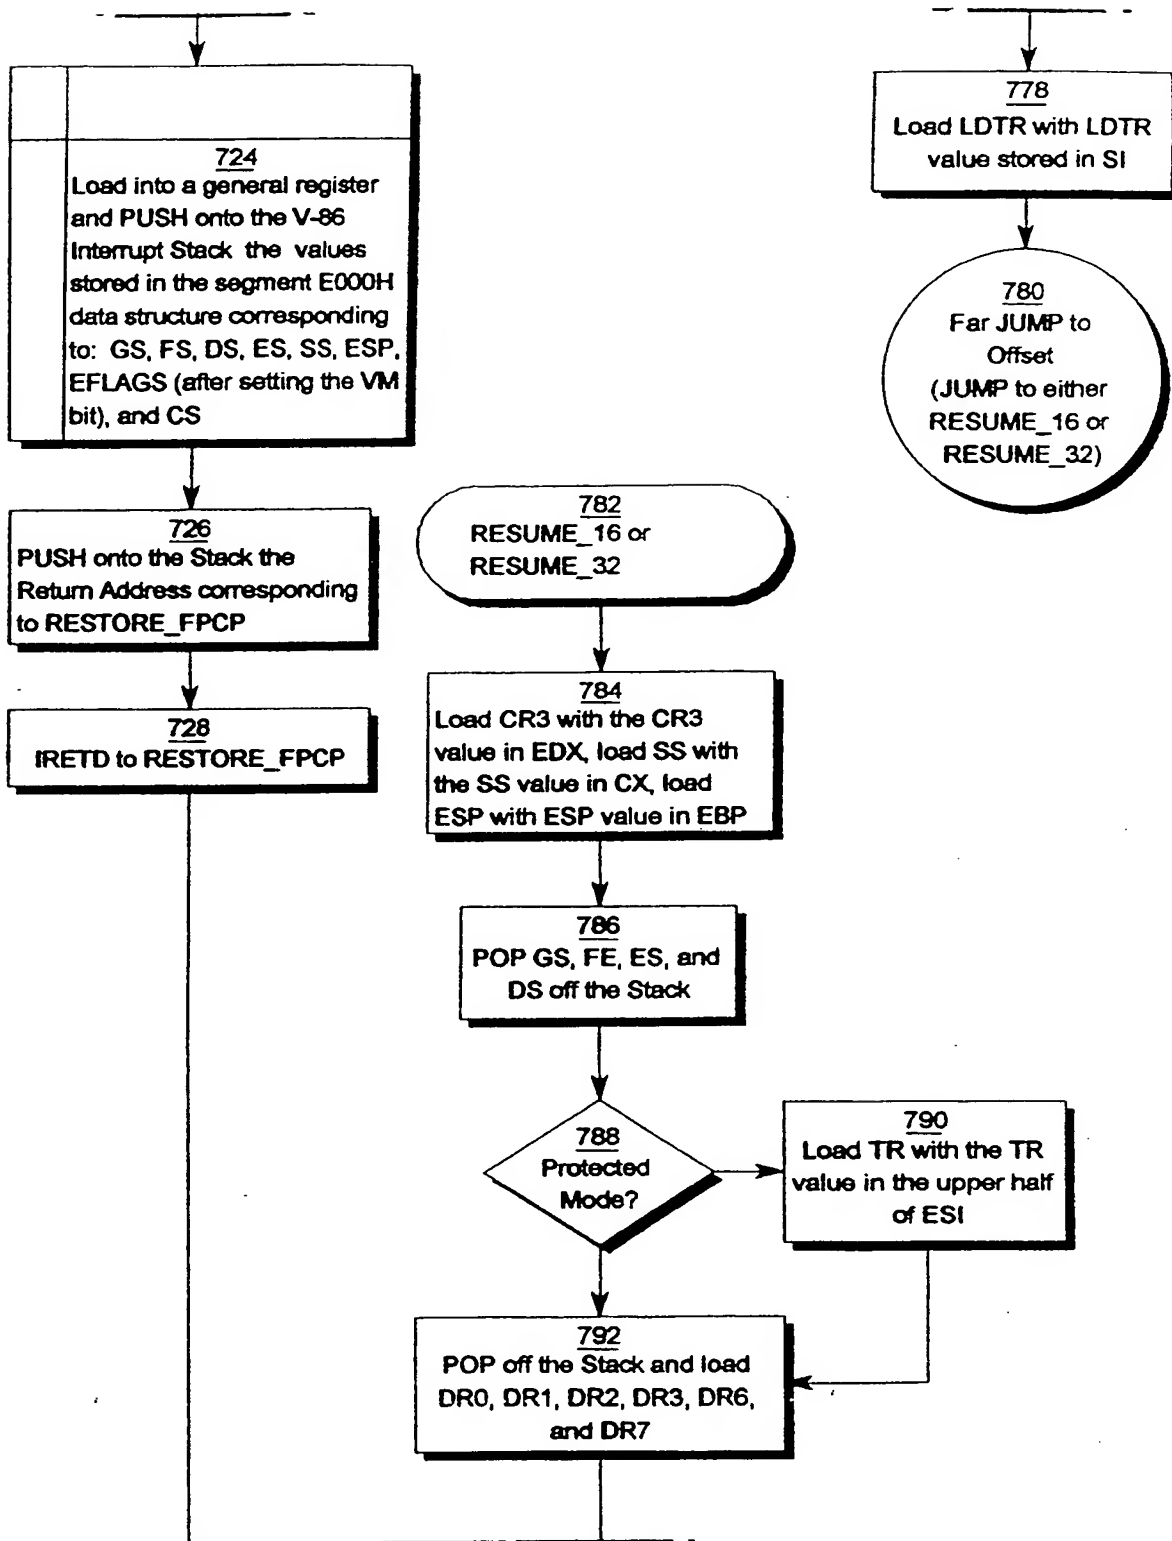 724
Load into a general register
and PUSH onto the V-86
Interrupt Stack the values
stored in the segment E000H
data structure corresponding
to: GS, FS, DS, ES, SS, ESP,
EFLAGS (after setting the VM
bit), and CS
726
PUSH onto the Stack the
Return Address corresponding
to RESTORE_FPCP
728
IRETD to RESTORE_FPCP
778
Load LDTR with LDTR
value stored in SI
780
Far JUMP to
Offset
(JUMP to either
RESUME_16 or
RESUME_32)
782
RESUME_16 or
RESUME_32
784
Load CR3 with the CR3
value in EDX, load SS with
the SS value in CX, load
ESP with ESP value in EBP
786
POP GS, FE, ES, and
DS off the Stack
788
Protected
Mode?
790
Load TR with the TR
value in the upper half
of ESI
792
POP off the Stack and load
DR0, DR1, DR2, DR3, DR6,
and DR7